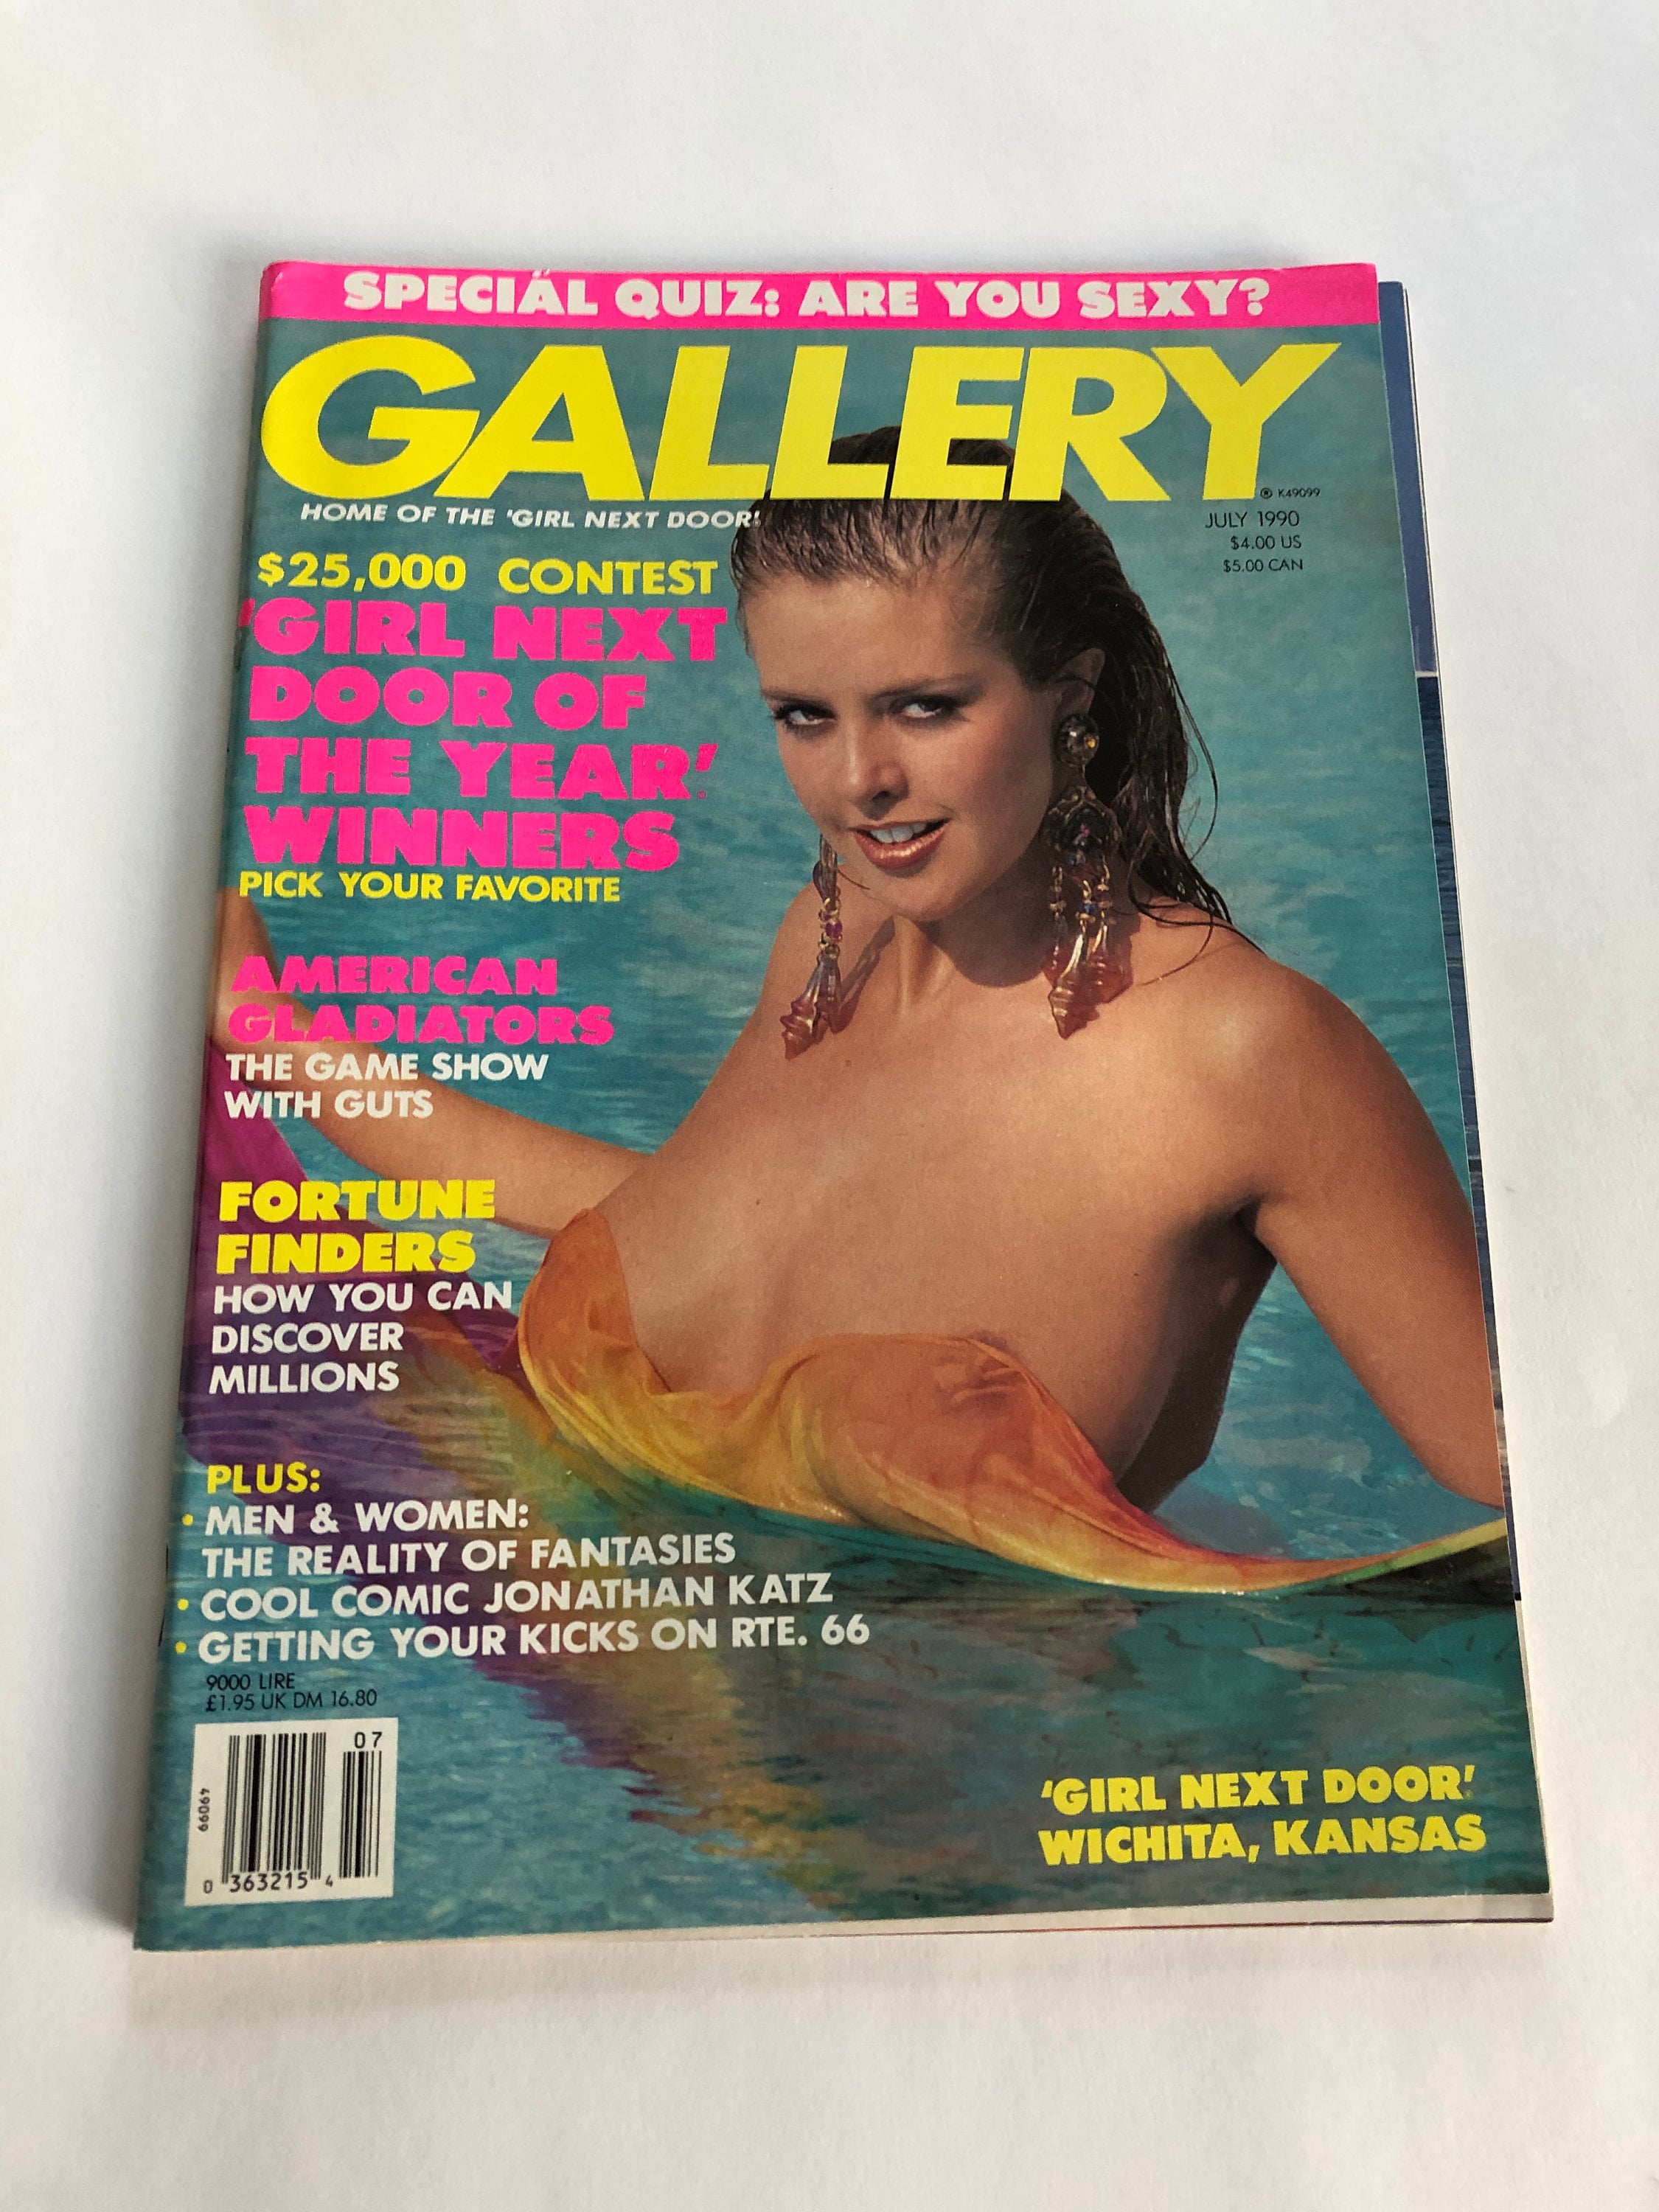 SPECIAL QUIZ: ARE YOU SEXY?
GALLERY
HOME OF THE 'GIRL NEXT DOOR'.
® K49099
JULY 1990
$4.00 US
$5.00 CAN
$25,000 CONTEST
'GIRL NEXT
DOOR OF
THE YEAR'.
WINNERS
PICK YOUR FAVORITE
AMERICAN
GLADIATORS
THE GAME SHOW
WITH GUTS
FORTUNE
FINDERS
HOW YOU CAN
DISCOVER
MILLIONS
PLUS:
• MEN & WOMEN:
THE REALITY OF FANTASIES
• COOL COMIC JONATHAN KATZ
• GETTING YOUR KICKS ON RTE. 66
9000 LIRE
£1.95 UK DM 16.80
07
49099
0 363215 4
'GIRL NEXT DOOR'.
WICHITA, KANSAS